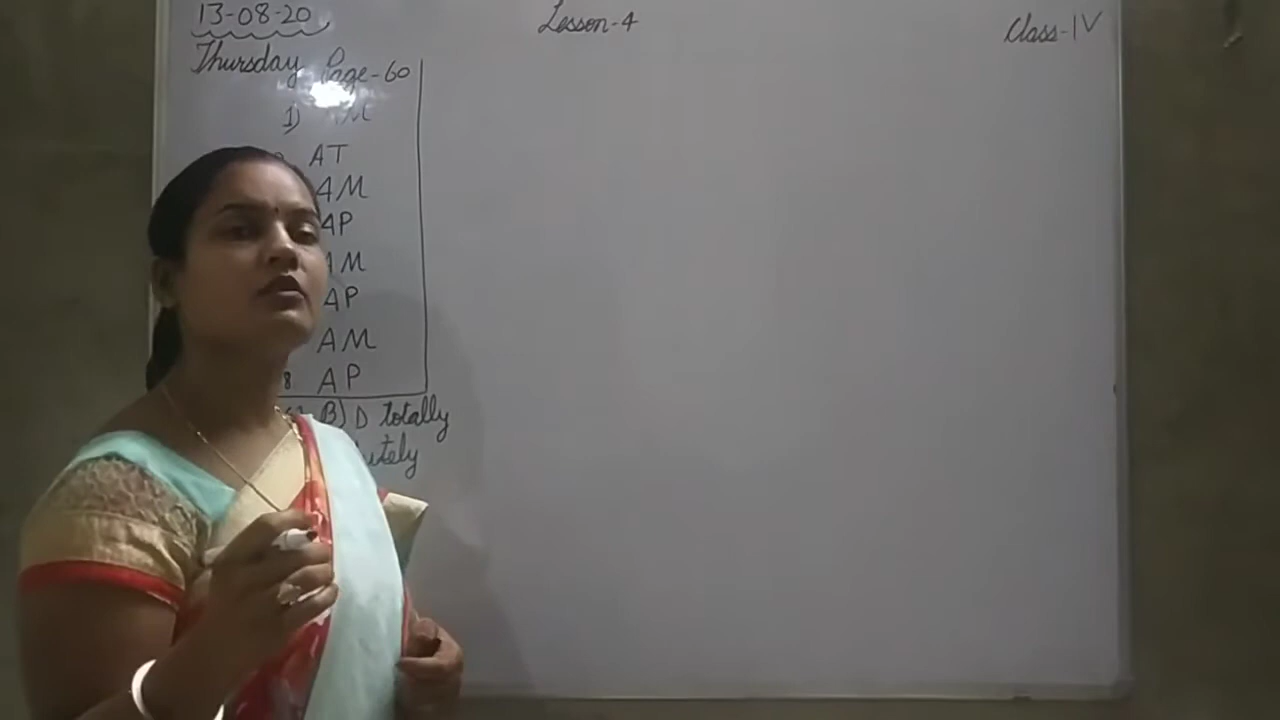 13-08-20
Lesson-4
Class-IV
Thursday Page-60
1) AM
AT
AM
AP
AM
AP
AM
8 AP
B) D totally